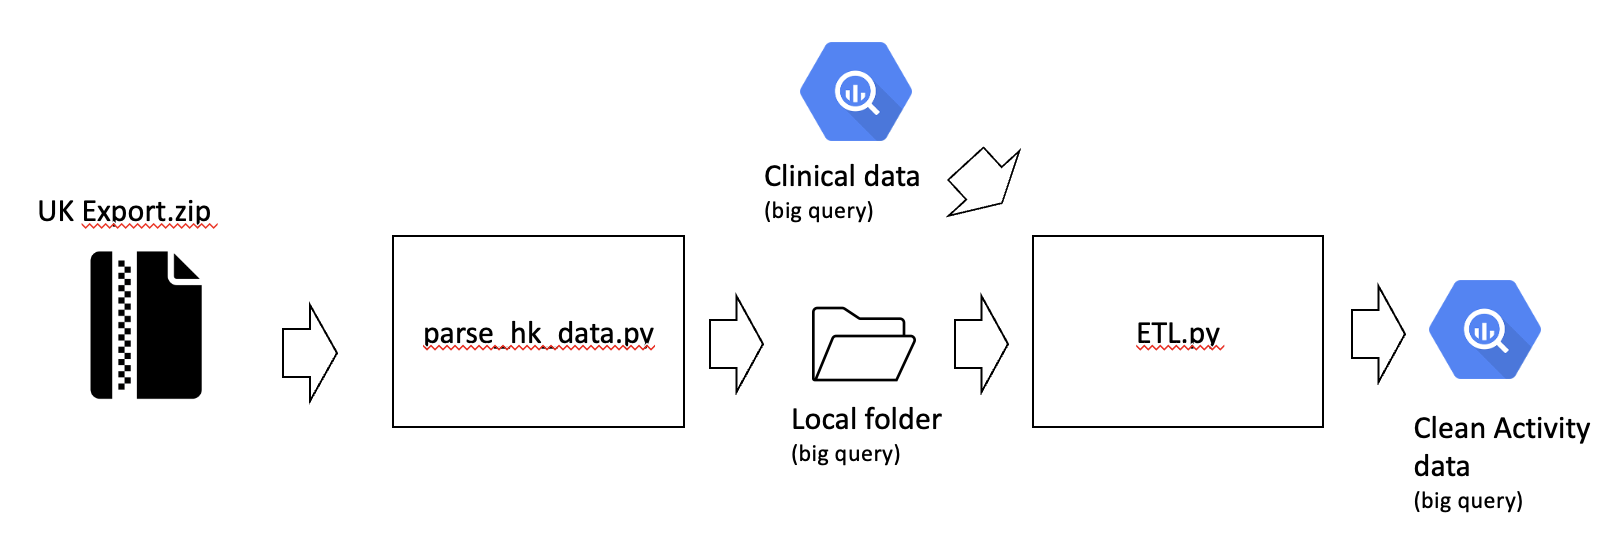 UK Export.zip
Clinical data
(big query)
parse_hk_data.py
Local folder
(big query)
ETL.py
Clean Activity
data
(big query)